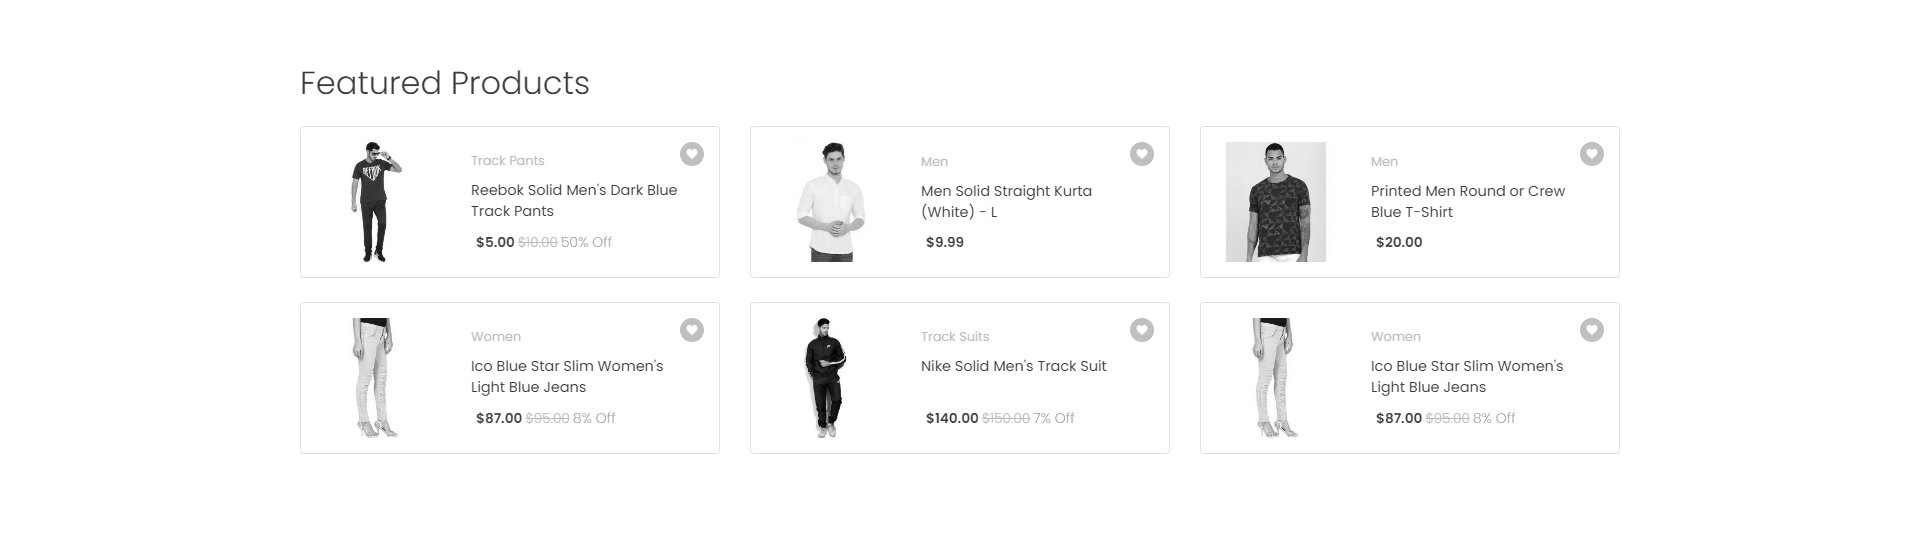 Featured Products
Track Pants
Reebok Solid Men's Dark Blue
Track Pants
$5.00 $10.00 50% Off
Men
Men Solid Straight Kurta
(White) - L
$9.99
Men
Printed Men Round or Crew
Blue T-Shirt
$20.00
Women
Ico Blue Star Slim Women's
Light Blue Jeans
$87.00 $95.00 8% Off
Track Suits
Nike Solid Men's Track Suit
$140.00 $150.00 7% Off
Women
Ico Blue Star Slim Women's
Light Blue Jeans
$87.00 $95.00 8% Off